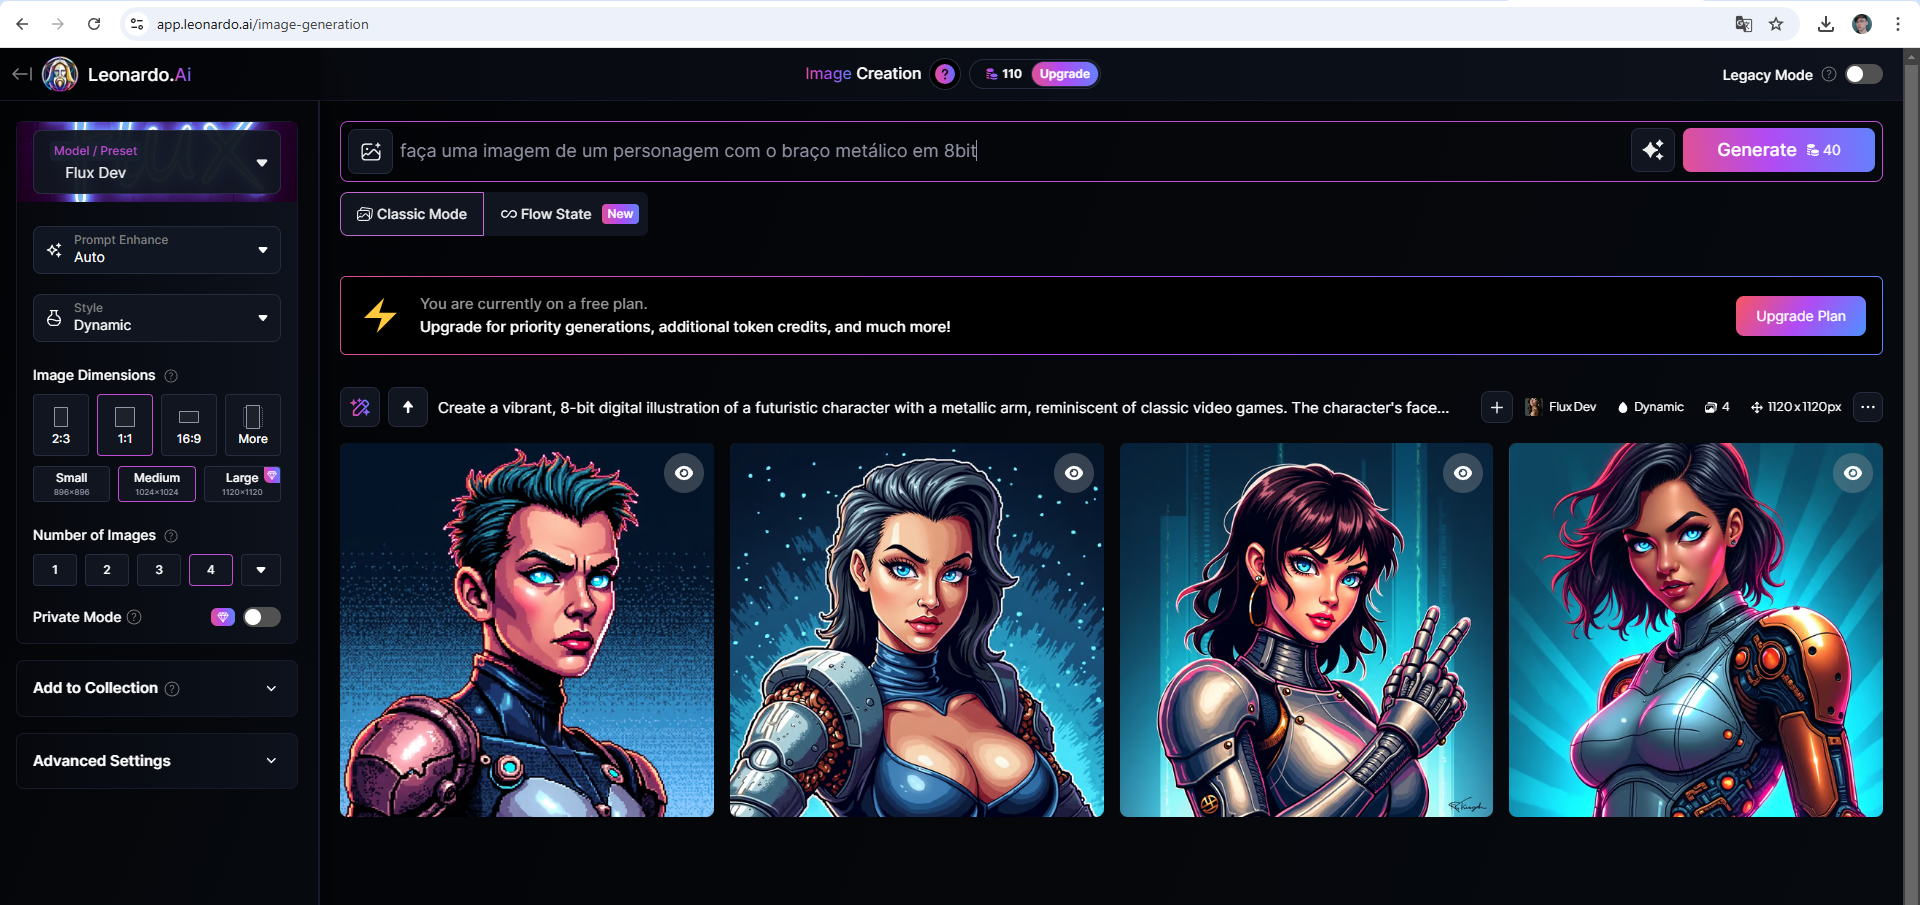 app.leonardo.ai/image-generation
Leonardo.Ai
Image Creation
?
110
Upgrade
Legacy Mode
?
Model / Preset
Flux Dev
faça uma imagem de um personagem com o braço metálico em 8bit
Generate 40
Classic Mode
Flow State New
Prompt Enhance
Auto
Style
Dynamic
You are currently on a free plan.
Upgrade for priority generations, additional token credits, and much more!
Upgrade Plan
Image Dimensions ?
2:3
1:1
16:9
More
Small
896×896
Medium
1024×1024
Large
1120×1120
Number of Images ?
1
2
3
4
Private Mode ?
Add to Collection ?
Advanced Settings
Create a vibrant, 8-bit digital illustration of a futuristic character with a metallic arm, reminiscent of classic video games. The character's face...
Flux Dev
Dynamic
4
1120x1120px